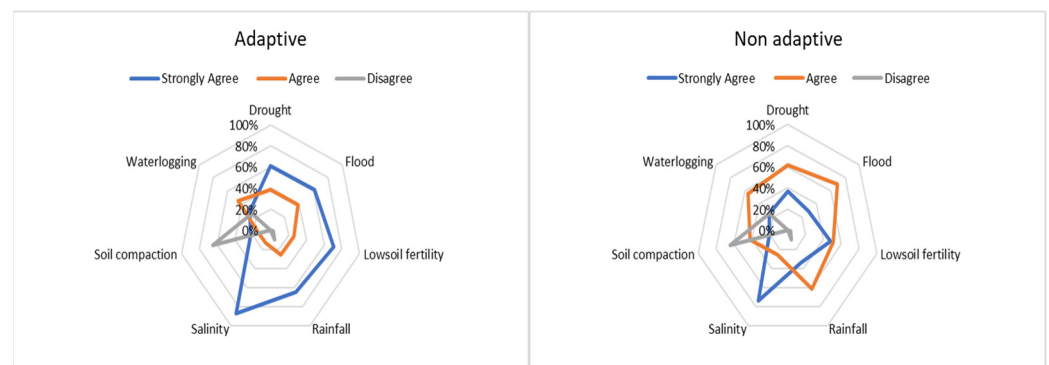 Adaptive
Strongly Agree Agree Disagree
Drought
100%
80%
60%
40%
20%
0%
Flood
Lowsoil fertility
Rainfall
Salinity
Soil compaction
Waterlogging
Non adaptive
Strongly Agree Agree Disagree
Drought
100%
80%
60%
40%
20%
0%
Flood
Lowsoil fertility
Rainfall
Salinity
Soil compaction
Waterlogging